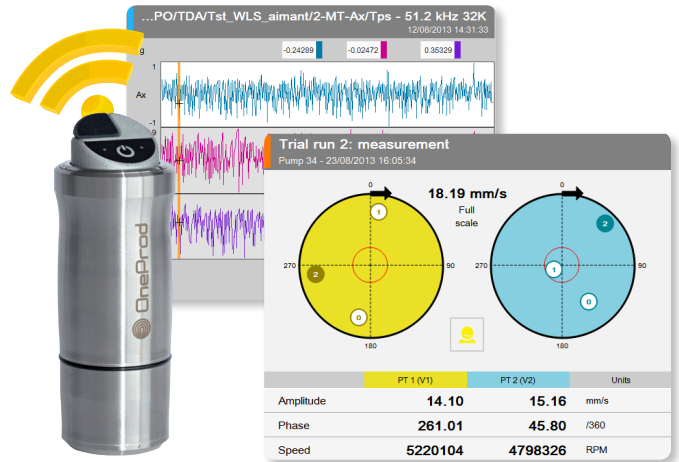 ...PO/TDA/Tst_WLS_aimant/2-MT-Ax/Tps - 51.2 kHz 32K
12/08/2013 14:31:33
g
-0.24289
-0.02472
0.35329
1
Ax
-1
.9
Trial run 2: measurement
Pump 34 - 23/08/2013 16:05:34
0
18.19 mm/s
0
Full
scale
1
2
270
2
90
270
1
90
0
0
180
180
PT 1 (V1)
PT 2 (V2)
Units
Amplitude
14.10
15.16
mm/s
Phase
261.01
45.80
/360
Speed
5220104
4798326
RPM
OneProd